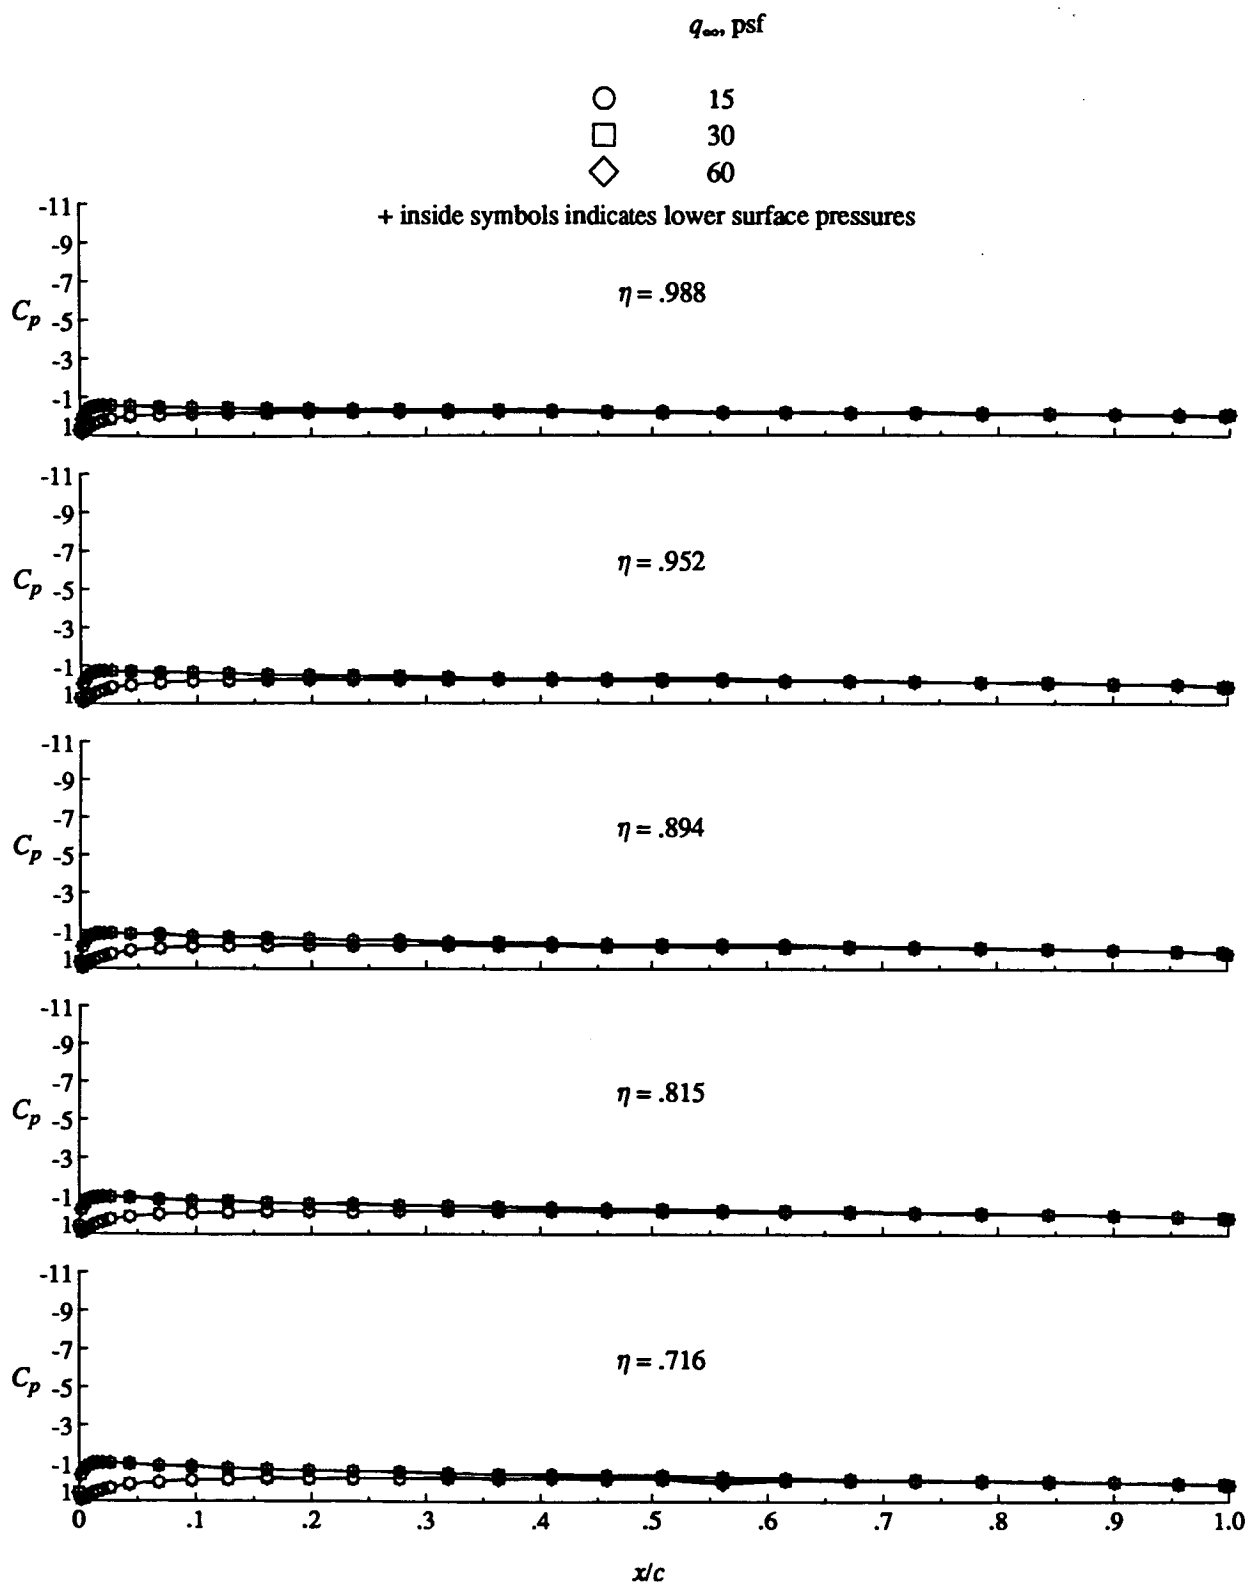 q∞, psf
15
30
60
+ inside symbols indicates lower surface pressures
-11
-9
-7
η = .988
Cp -5
-3
-1
1
-11
-9
-7
η = .952
Cp -5
-3
-1
1
-11
-9
-7
η = .894
Cp -5
-3
-1
1
-11
-9
-7
η = .815
Cp -5
-3
-1
1
-11
-9
-7
η = .716
Cp -5
-3
-1
1
0 .1 .2 .3 .4 .5 .6 .7 .8 .9 1.0
x/c